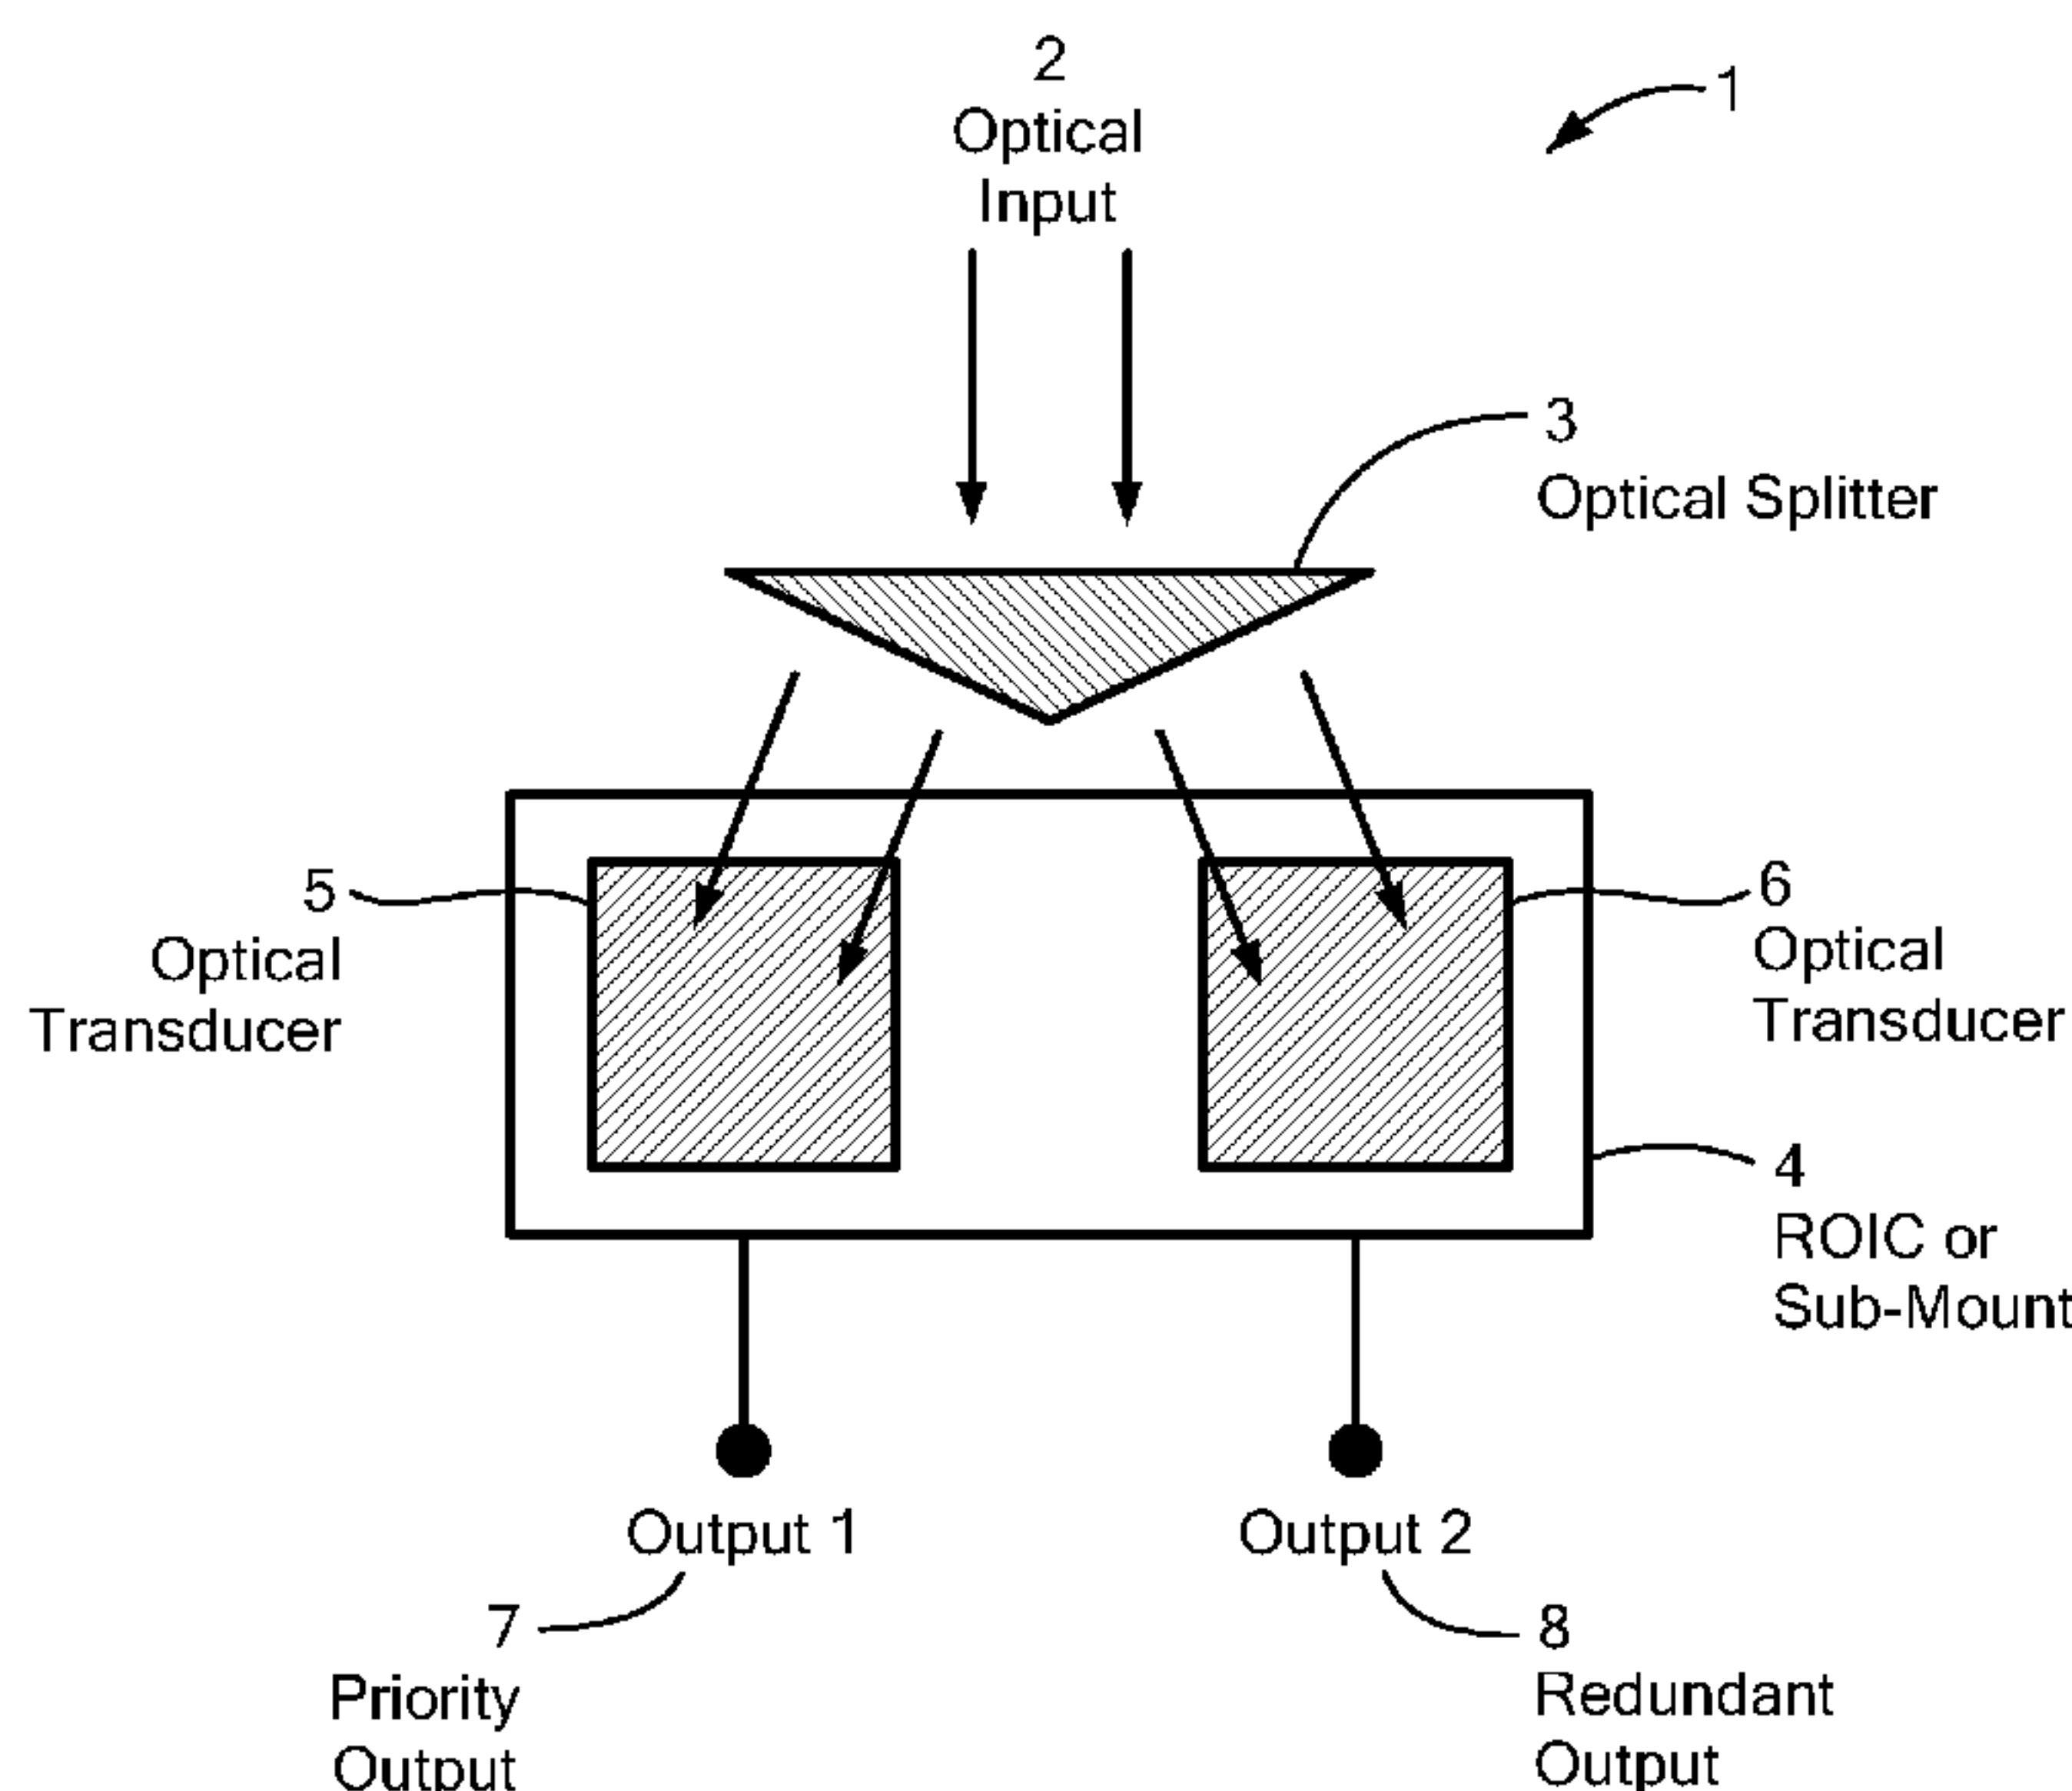 2
Optical
Input
1
3
Optical Splitter
5
Optical
Transducer
6
Optical
Transducer
4
ROIC or
Sub-Mount
Output 1
Output 2
7
Priority
Output
8
Redundant
Output